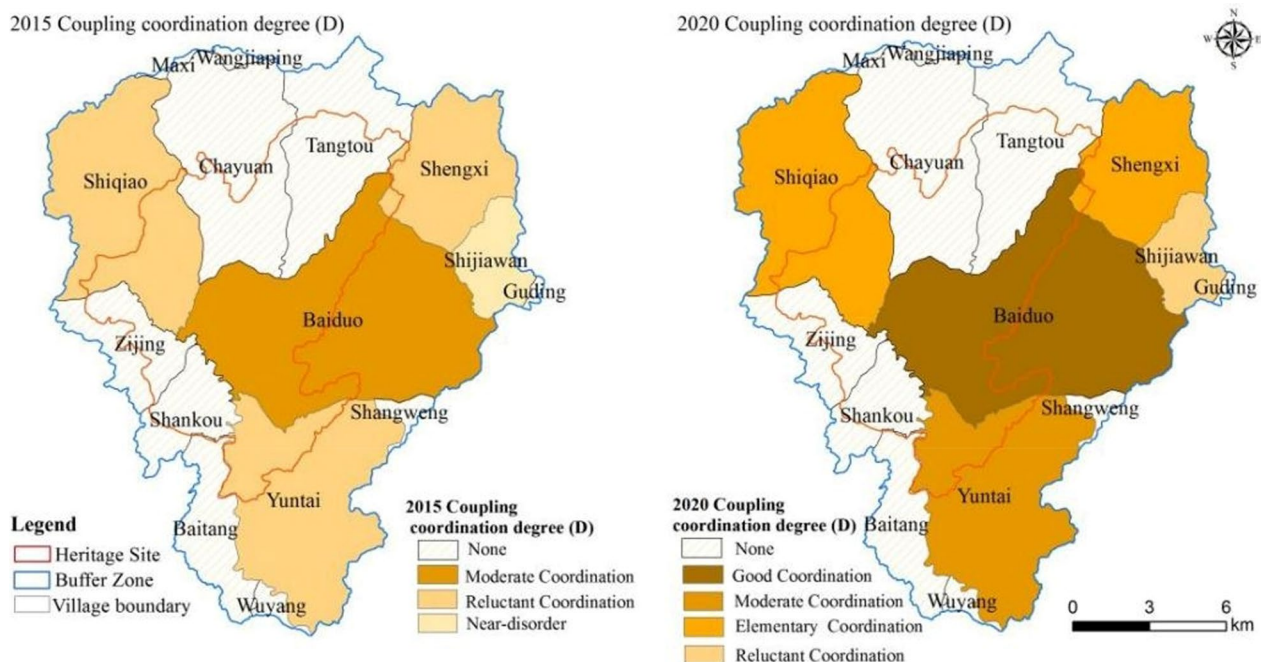 2015 Coupling coordination degree (D)
Maxi
Wangjiaping
Tangtou
Chayuan
Shengxi
Shiqiao
Shijiawan
Guding
Baiduo
Zijing
Shankou
Shangweng
Yuntai
Baitang
Wuyang
Legend
Heritage Site
Buffer Zone
Village boundary
2015 Coupling
coordination degree (D)
None
Moderate Coordination
Reluctant Coordination
Near-disorder
2020 Coupling coordination degree (D)
N
W
E
S
Maxi
Wangjiaping
Tangtou
Chayuan
Shengxi
Shiqiao
Shijiawan
Guding
Baiduo
Zijing
Shankou
Shangweng
Yuntai
Baitang
Wuyang
2020 Coupling
coordination degree (D)
None
Good Coordination
Moderate Coordination
Elementary Coordination
Reluctant Coordination
0 3 6
km